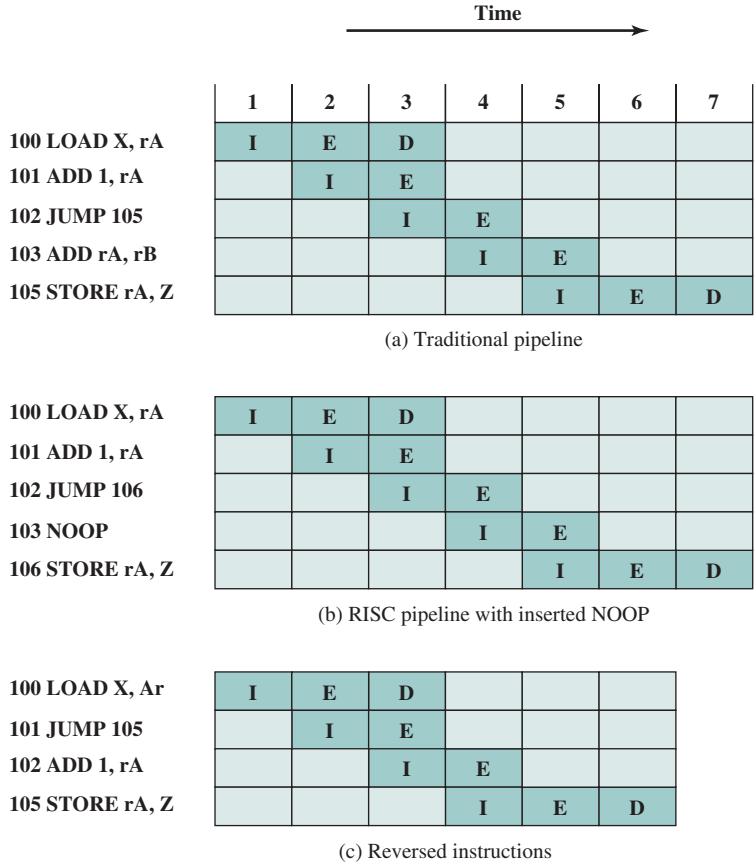 Time
1 2 3 4 5 6 7
100 LOAD X, rA I E D
101 ADD 1, rA I E
102 JUMP 105 I E
103 ADD rA, rB I E
105 STORE rA, Z I E D
(a) Traditional pipeline
100 LOAD X, rA I E D
101 ADD 1, rA I E
102 JUMP 106 I E
103 NOOP I E
106 STORE rA, Z I E D
(b) RISC pipeline with inserted NOOP
100 LOAD X, Ar I E D
101 JUMP 105 I E
102 ADD 1, rA I E
105 STORE rA, Z I E D
(c) Reversed instructions